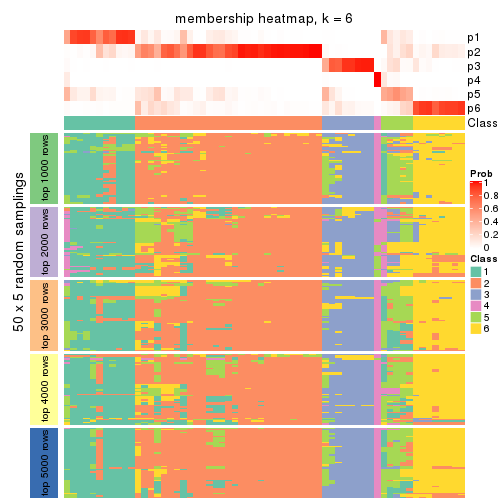 membership heatmap, k = 6
p1
p2
p3
p4
p5
p6
Class
50 x 5 random samplings
top 1000 rows
top 2000 rows
top 3000 rows
top 4000 rows
top 5000 rows
Prob
1
0.8
0.6
0.4
0.2
0
Class
1
2
3
4
5
6